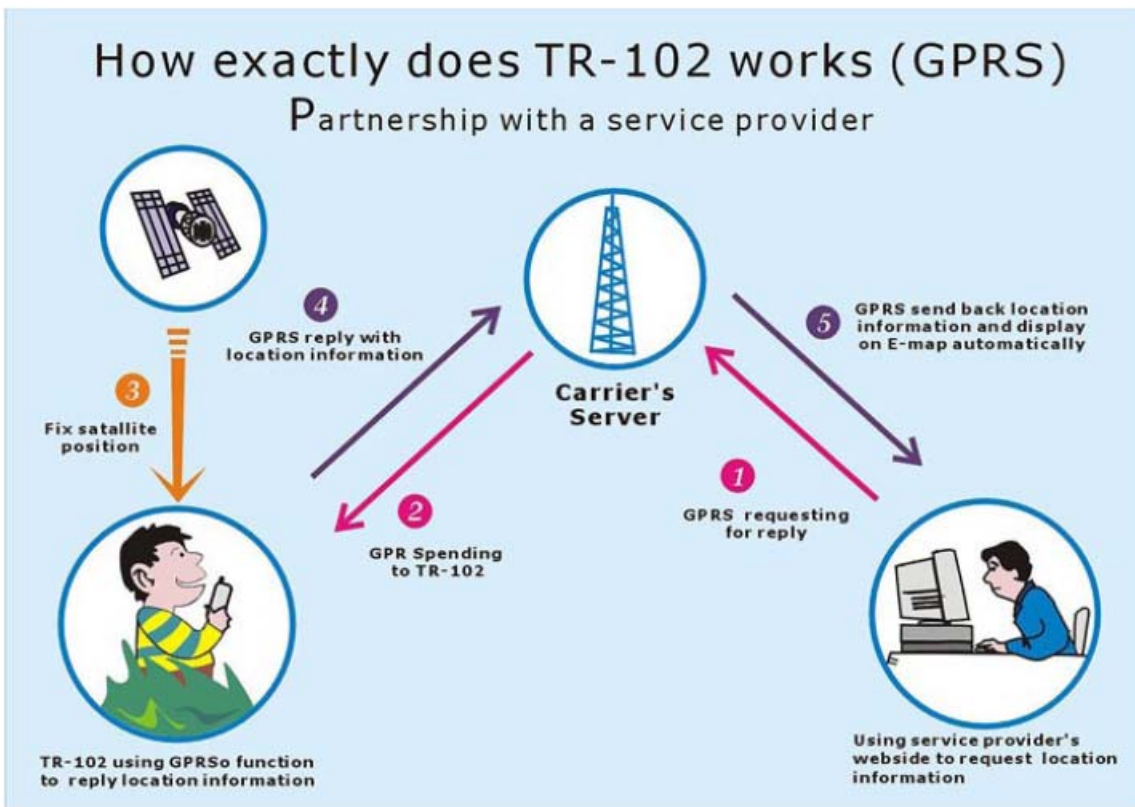 How exactly does TR-102 works (GPRS)
Partnership with a service provider
4
GPRS reply with
location information
5
GPRS send back location
information and display
on E-map automatically
3
Fix satallite
position
Carrier's
Server
1
GPRS requesting
for reply
2
GPR Spending
to TR-102
TR-102 using GPRSo function
to reply location information
Using service provider's
webside to request location
information